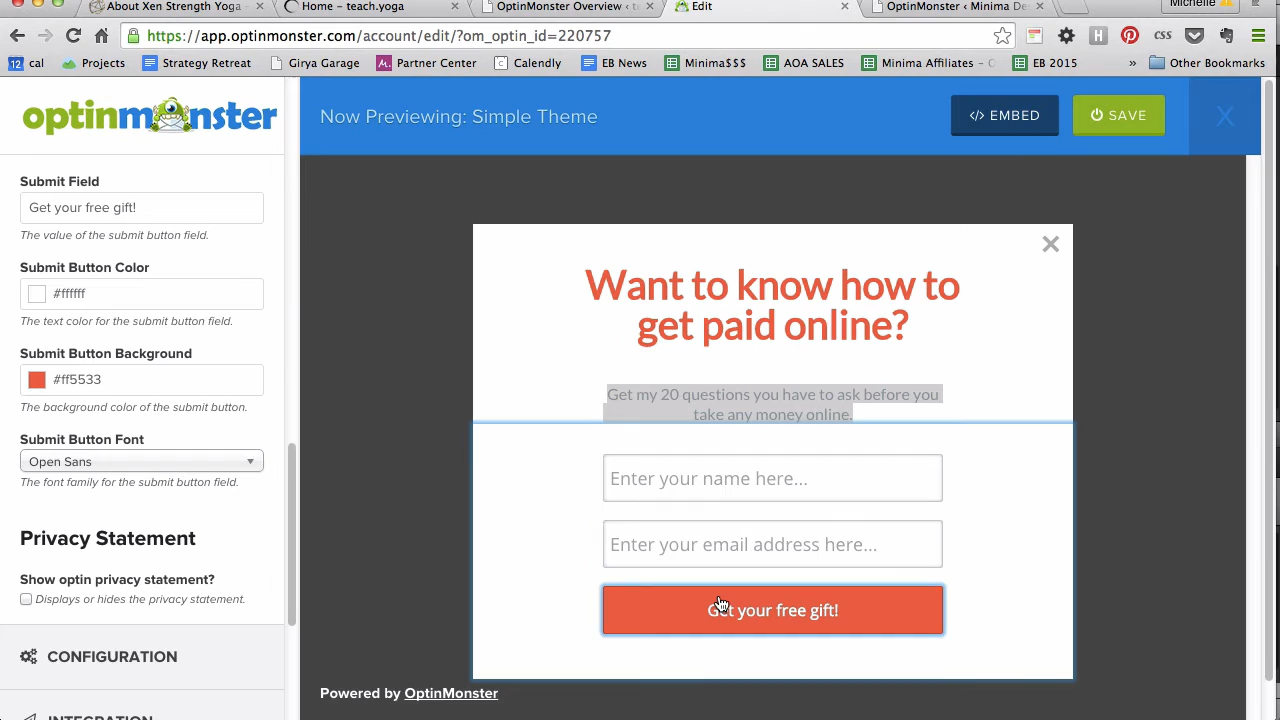 About Xen Strength Yoga
Home – teach.yoga
OptinMonster Overview ‹ t
Edit
OptinMonster ‹ Minima De
Michelle
https://app.optinmonster.com/account/edit/?om_optin_id=220757
12 cal
Projects
Strategy Retreat
Girya Garage
Partner Center
Calendly
EB News
Minima$$$
AOA SALES
Minima Affiliates - C
EB 2015
»
Other Bookmarks
optinmonster
Now Previewing: Simple Theme
</> EMBED
SAVE
X
Submit Field
Get your free gift!
The value of the submit button field.
Submit Button Color
#ffffff
The text color for the submit button field.
Submit Button Background
#ff5533
The background color of the submit button.
Submit Button Font
Open Sans
The font family for the submit button field.
Privacy Statement
Show optin privacy statement?
Displays or hides the privacy statement.
CONFIGURATION
INTEGRATION
Want to know how to
get paid online?
Get my 20 questions you have to ask before you
take any money online.
Enter your name here...
Enter your email address here...
Get your free gift!
Powered by OptinMonster